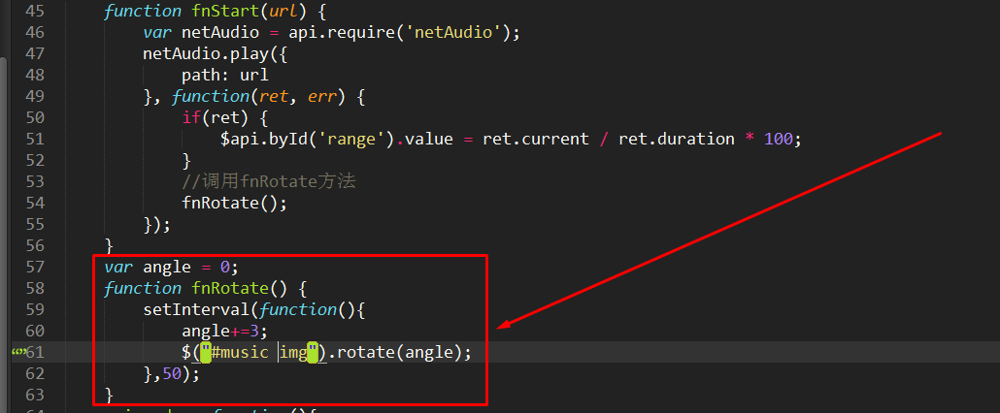 45 function fnStart(url) {
46 var netAudio = api.require('netAudio');
47 netAudio.play({
48 path: url
49 }, function(ret, err) {
50 if(ret) {
51 $api.byId('range').value = ret.current / ret.duration * 100;
52 }
53 //调用fnRotate方法
54 fnRotate();
55 });
56 }
57 var angle = 0;
58 function fnRotate() {
59 setInterval(function(){
60 angle+=3;
61 $("#music img").rotate(angle);
62 },50);
63 }